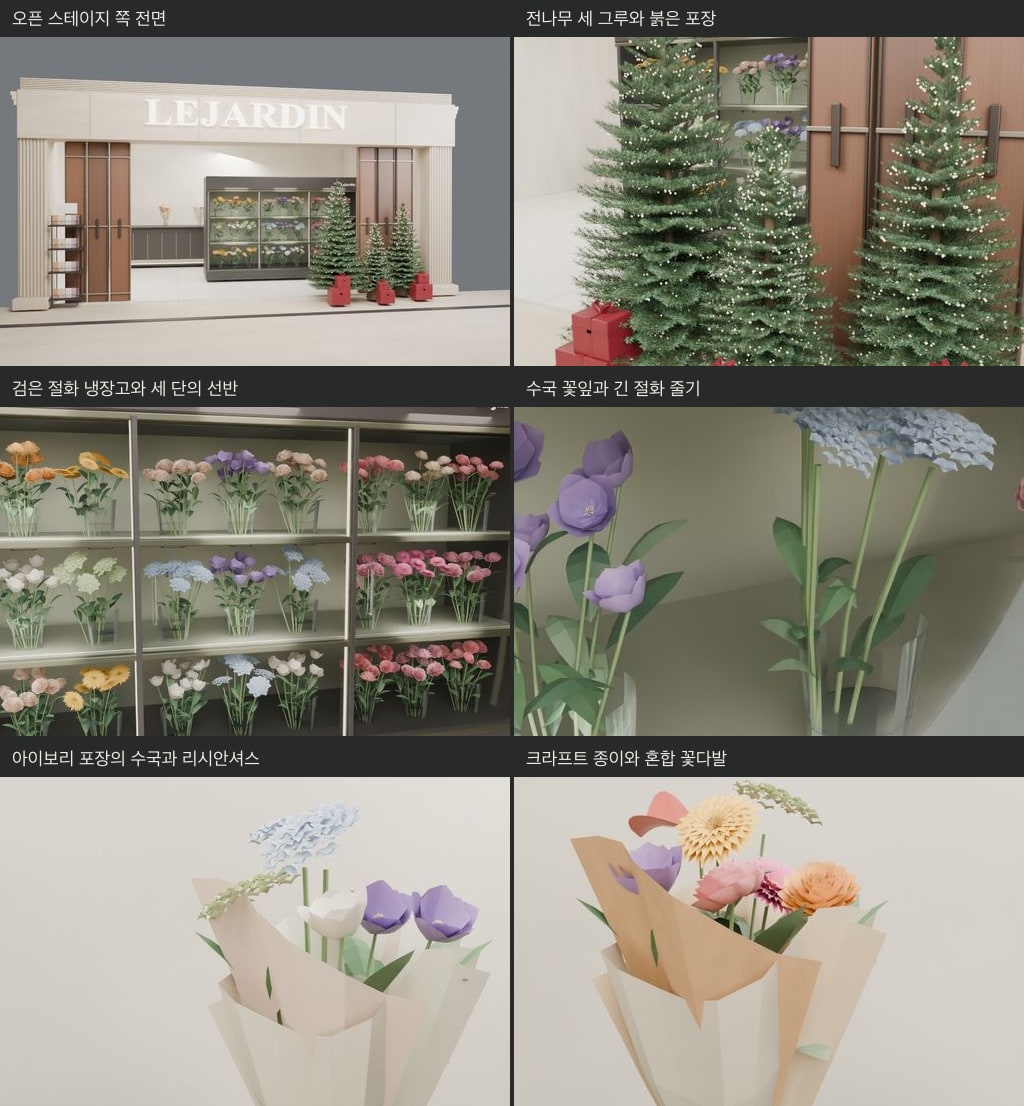 오픈 스테이지 쪽 전면
전나무 세 그루와 붉은 포장
LEJARDIN
검은 절화 냉장고와 세 단의 선반
수국 꽃잎과 긴 절화 줄기
아이보리 포장의 수국과 리시안셔스
크라프트 종이와 혼합 꽃다발